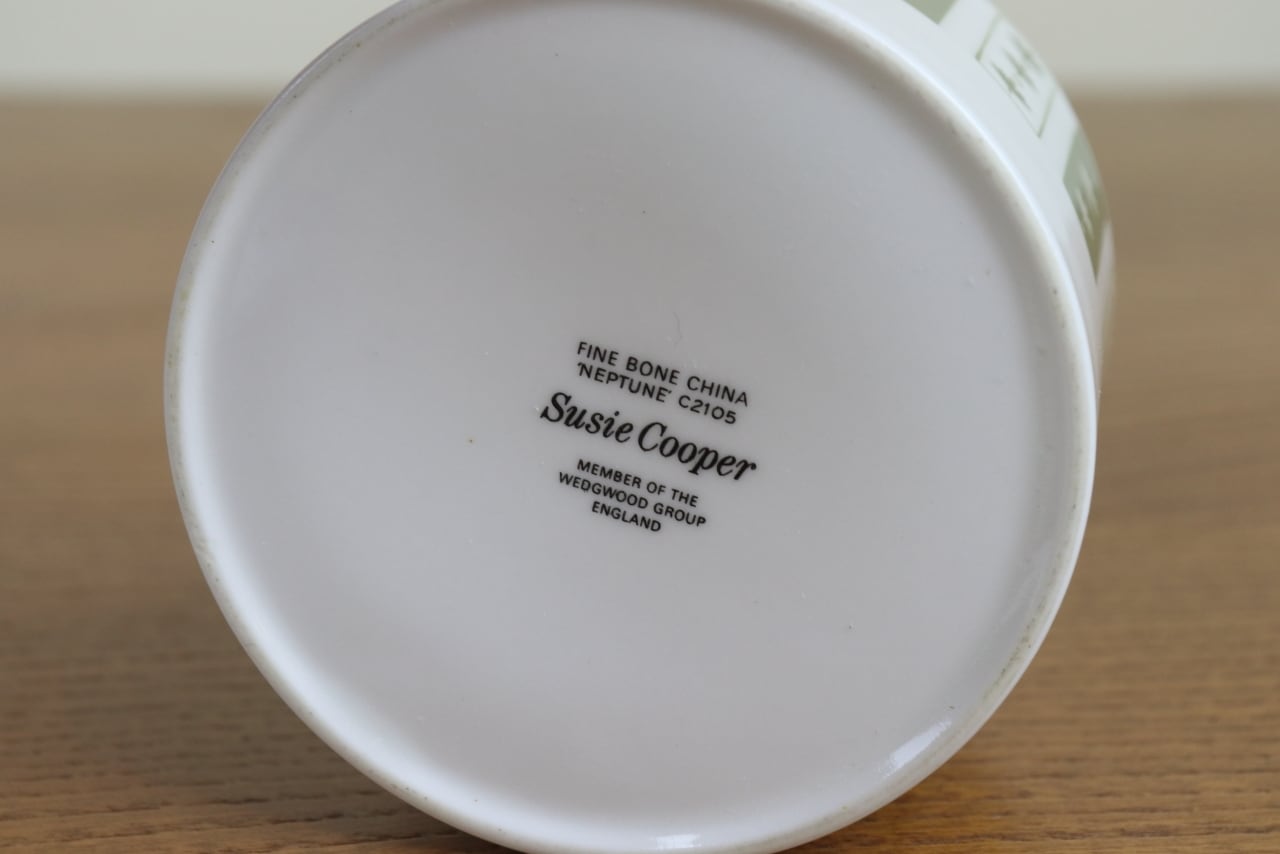 FINE BONE CHINA
'NEPTUNE' C2105
Susie Cooper
MEMBER OF THE
WEDGWOOD GROUP
ENGLAND